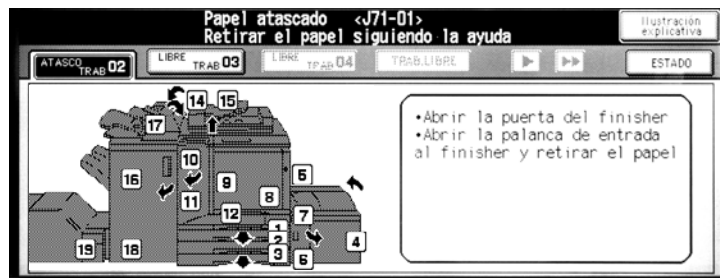 Papel atascado <J71-01>
Retirar el papel siguiendo la ayuda
Ilustración
explicativa
ATASCO TRAB 02
LIBRE TRAB 03
LIBRE TRAB 04
TRAB.LIBRE
ESTADO
14 15
17
10
16
9
5
8
11
12
7
1
2
4
3
19 18
6
•Abrir la puerta del finisher
•Abrir la palanca de entrada
al finisher y retirar el papel